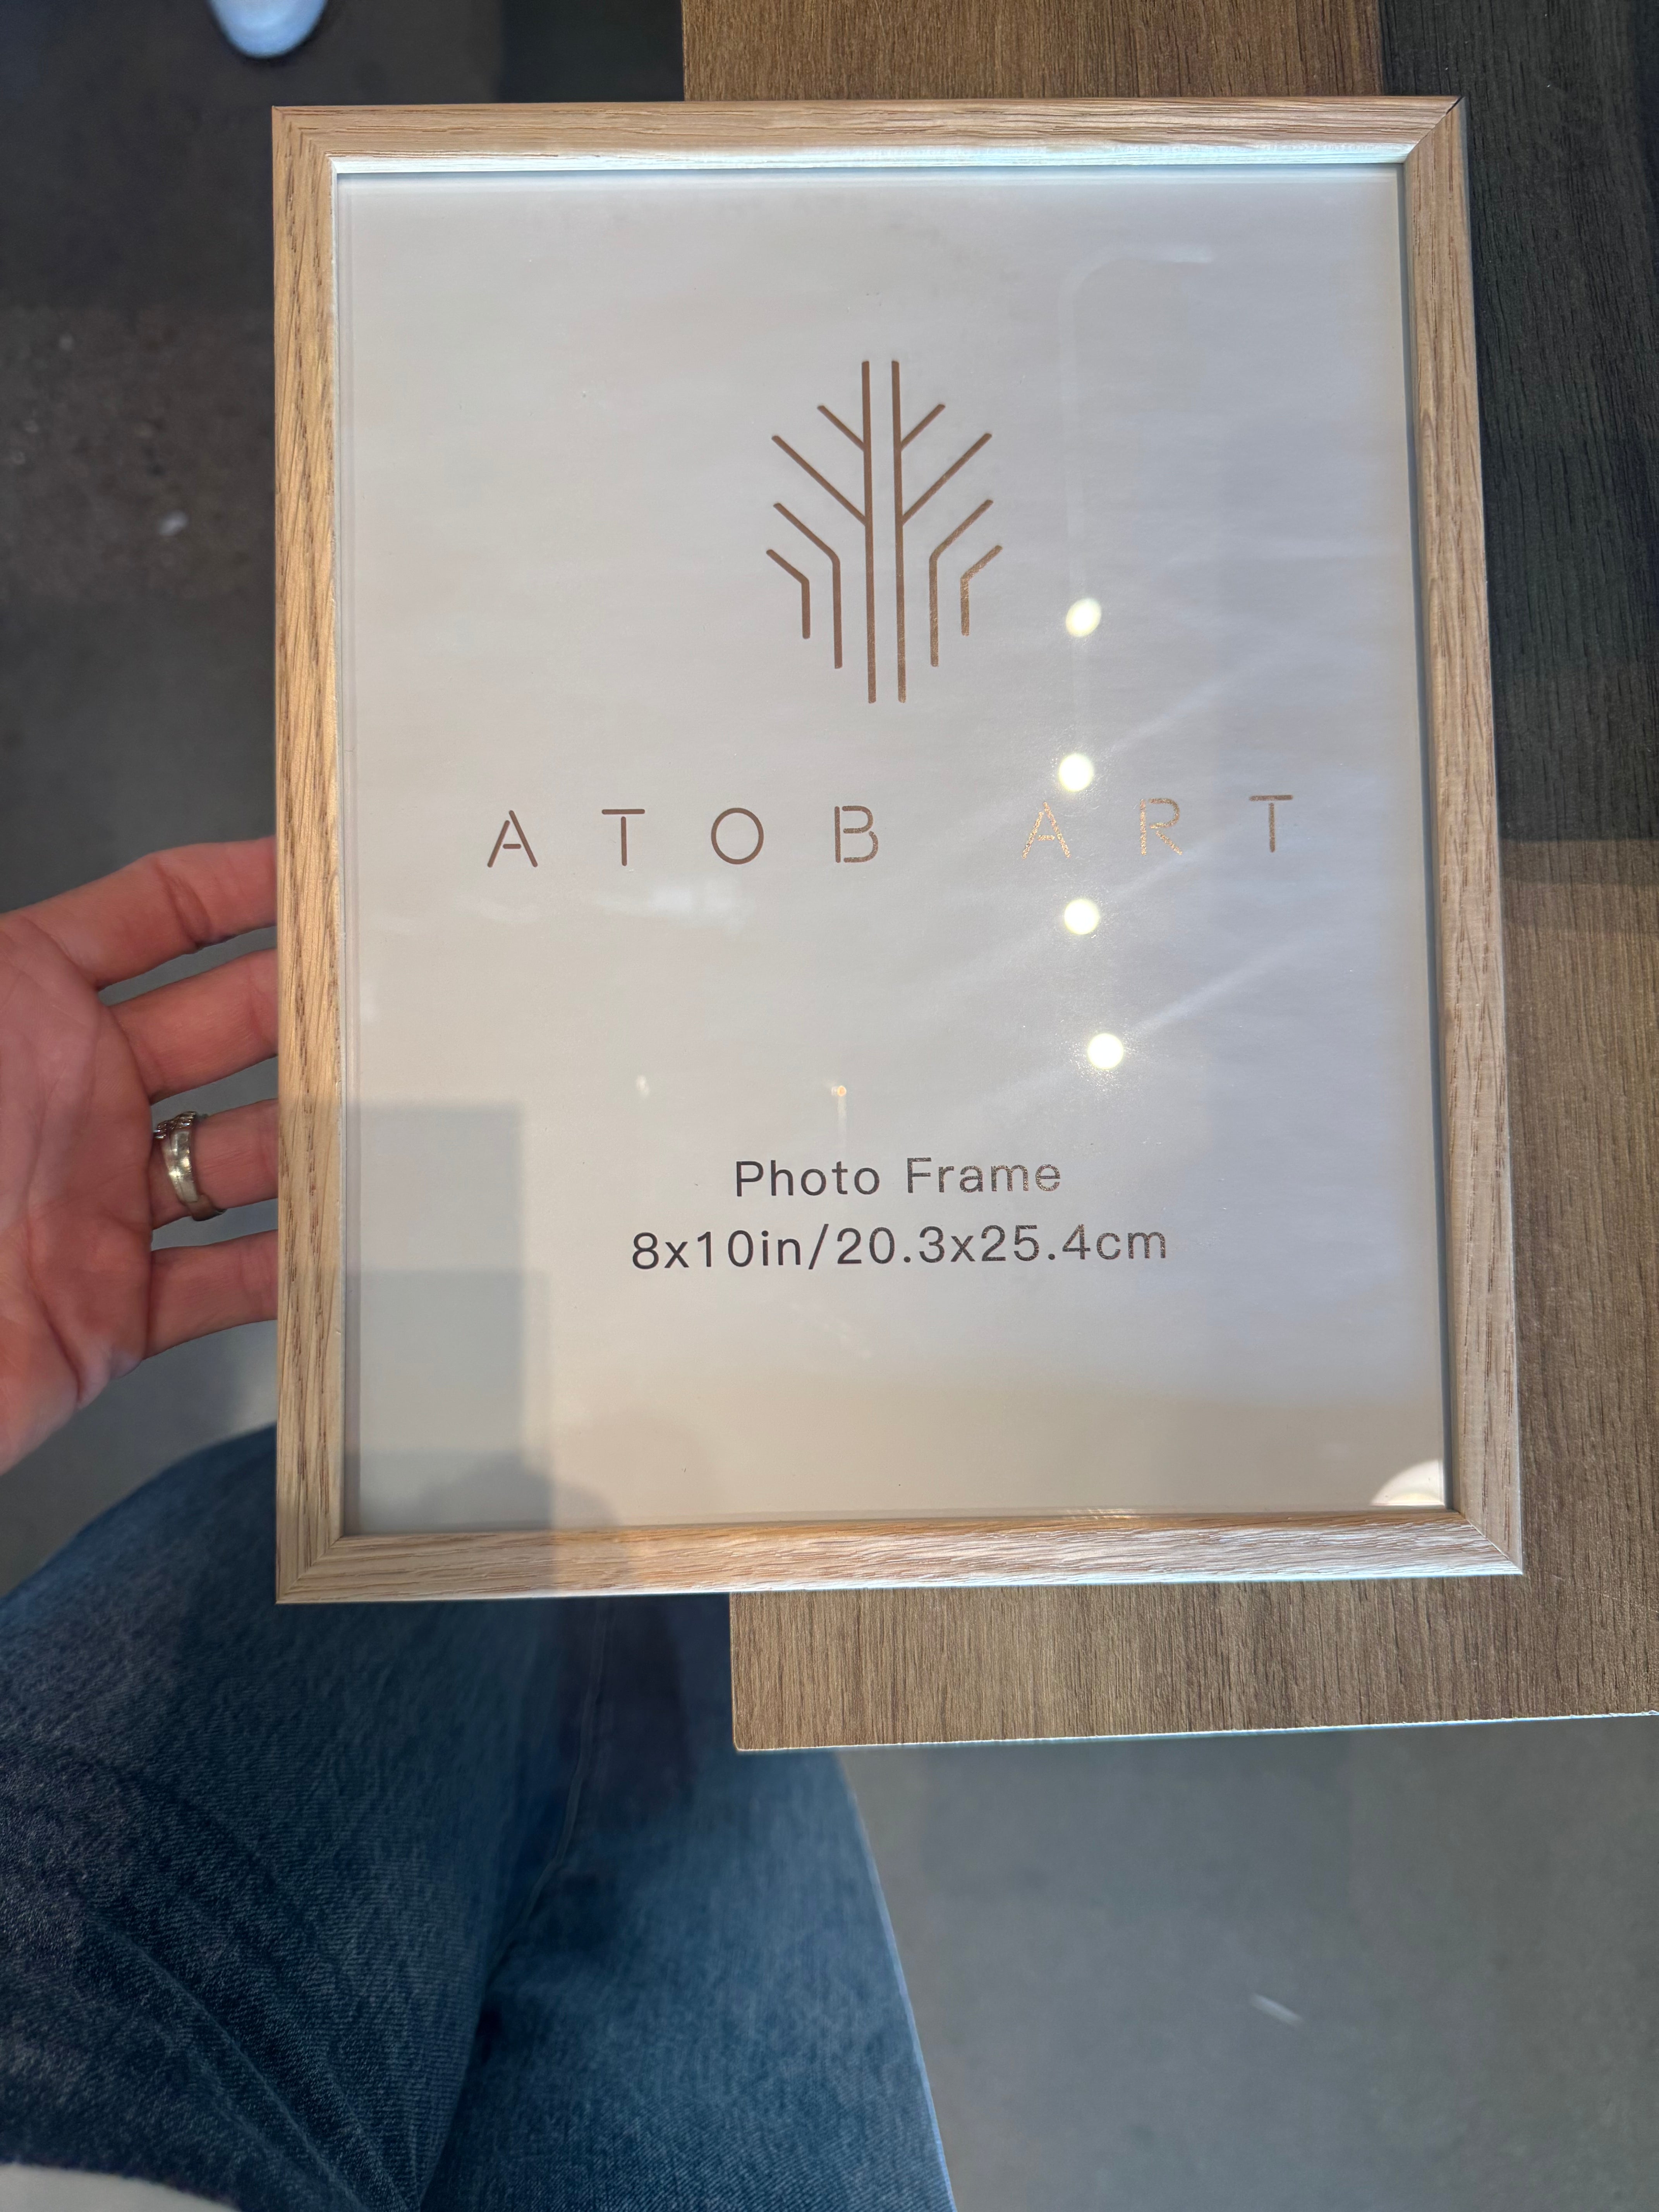 ATOB ART
Photo Frame
8x10in/20.3x25.4cm